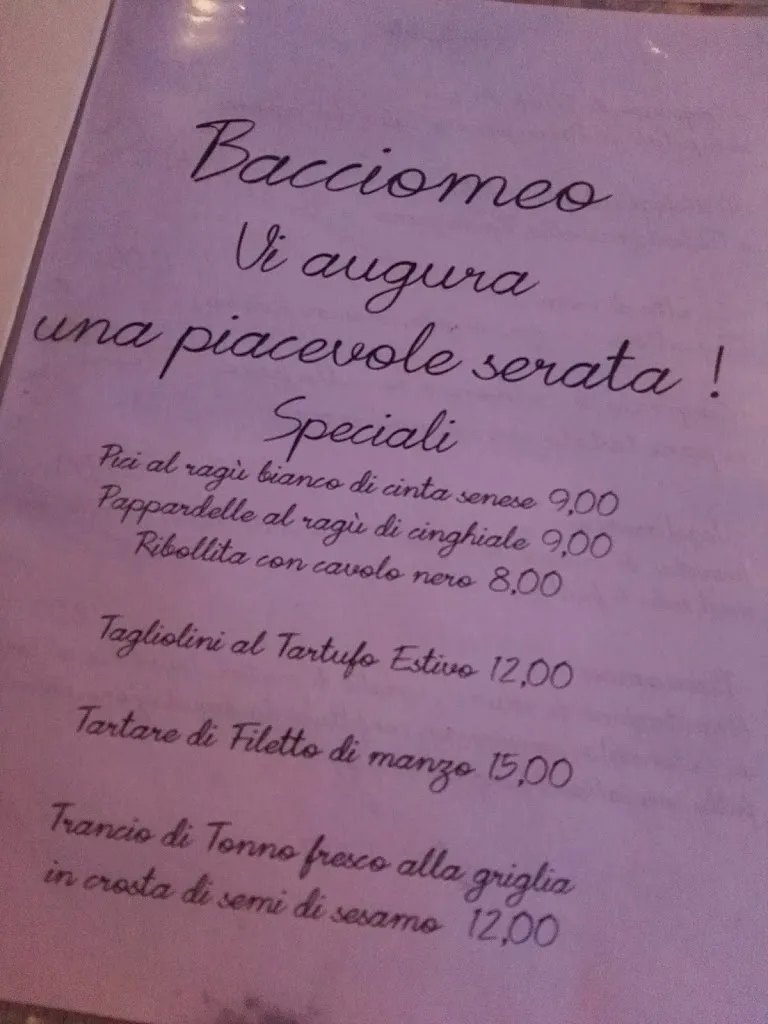 Bacciomeo
Vi augura
una piacevole serata !
Speciali
Pici al ragù bianco di cinta senese 9,00
Pappardelle al ragù di cinghiale 9,00
Ribollita con cavolo nero 8,00
Tagliolini al Tartufo Estivo 12,00
Tartare di Filetto di manzo 15,00
Trancio di Tonno fresco alla griglia
in crosta di semi di sesamo 12,00